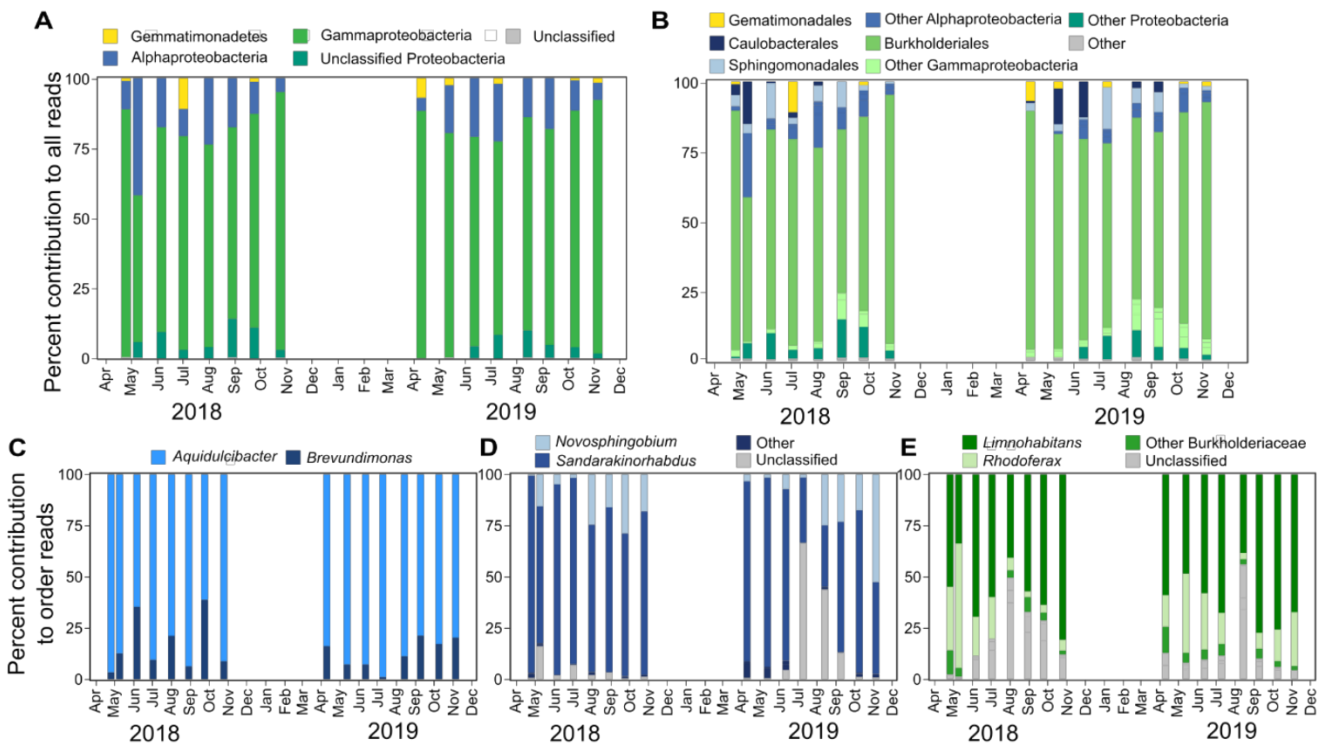 A
Gemmatimonadetes Gammaproteobacteria Unclassified
Alphaproteobacteria Unclassified Proteobacteria
Percent contribution to all reads
100
75
50
25
0
Apr May Jun Jul Aug Sep Oct Nov Dec Jan Feb Mar Apr May Jun Jul Aug Sep Oct Nov Dec
2018 2019
B
Gematimonadales Other Alphaproteobacteria Other Proteobacteria
Caulobacterales Burkholderiales Other
Sphingomonadales Other Gammaproteobacteria
100
75
50
25
0
Apr May Jun Jul Aug Sep Oct Nov Dec Jan Feb Mar Apr May Jun Jul Aug Sep Oct Nov Dec
2018 2019
C
Aquidulcibacter Brevundimonas
Percent contribution
to order reads
100
75
50
25
0
Apr May Jun Jul Aug Sep Oct Nov Dec Jan Feb Mar Apr May Jun Jul Aug Sep Oct Nov Dec
2018 2019
D
Novosphingobium Other
Sandarakinorhabdus Unclassified
100
75
50
25
0
Apr May Jun Jul Aug Sep Oct Nov Dec Jan Feb Mar Apr May Jun Jul Aug Sep Oct Nov Dec
2018 2019
E
Limnohabitans Other Burkholderiaceae
Rhodoferax Unclassified
100
75
50
25
0
Apr May Jun Jul Aug Sep Oct Nov Dec Jan Feb Mar Apr May Jun Jul Aug Sep Oct Nov Dec
2018 2019